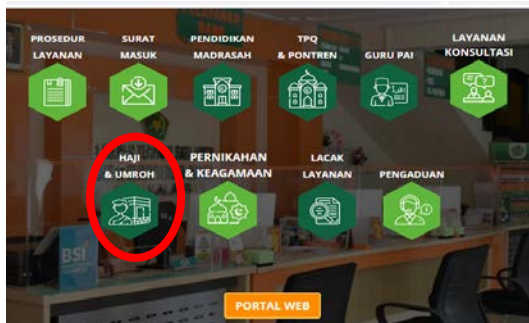 PROSEDUR
LAYANAN
SURAT
MASUK
PENDIDIKAN
MADRASAH
TPQ
& PONTREN
GURU PAI
LAYANAN
KONSULTASI
HAJI
& UMROH
PERNIKAHAN
& KEAGAMAAN
LACAK
LAYANAN
PENGADUAN
BSI
PORTAL WEB